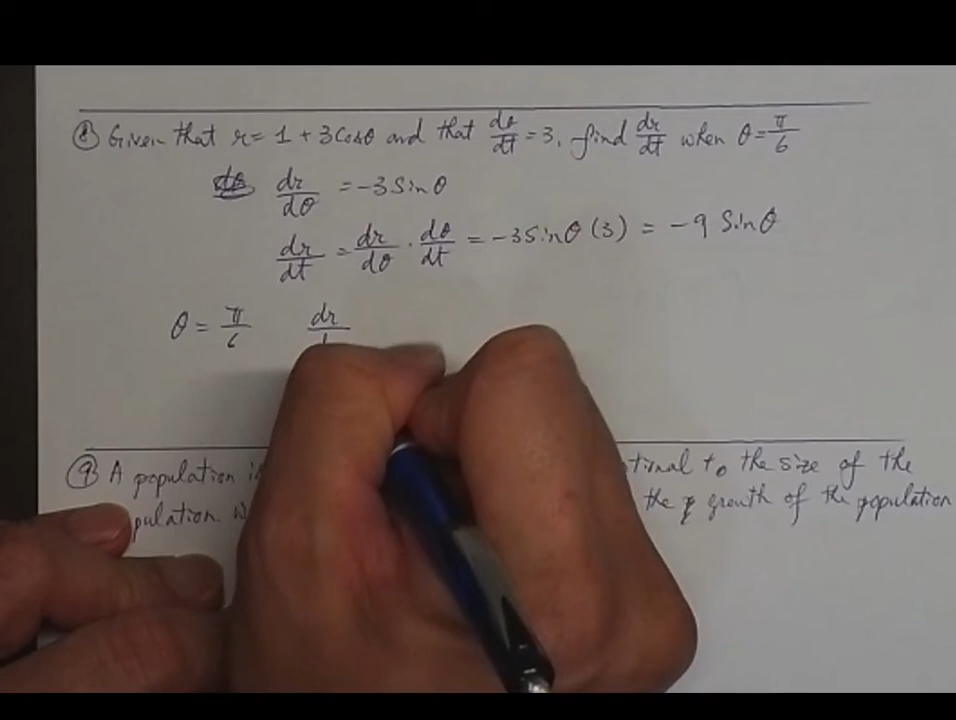 ⑧ Given that r = 1 + 3Cosθ and that dθ/dt = 3, find dr/dt when θ = π/6
dr/dθ = -3 Sin θ
dr/dt = dr/dθ · dθ/dt = -3Sinθ (3) = -9 Sinθ
θ = π/6 dr
⑨ A population is tional to the size of the
pulation. the growth of the population